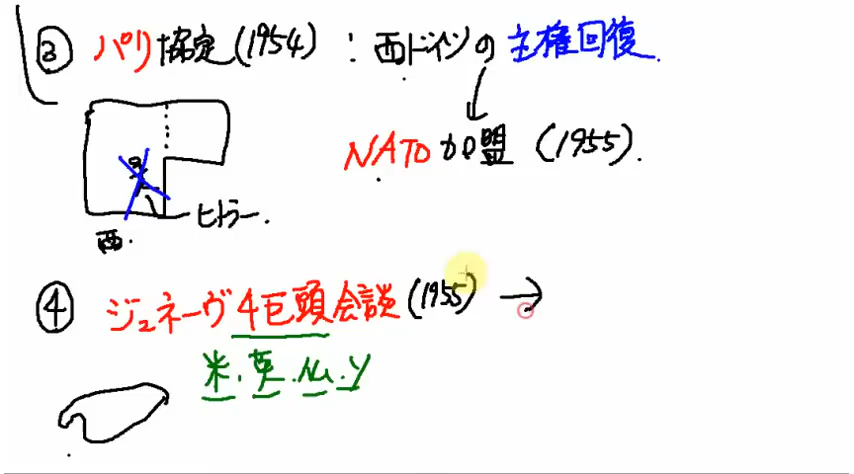 ③ パリ協定(1954) : 西ドイツの主権回復.
NATO加盟 (1955).
ヒトラー.
西.
④ ジュネーヴ4巨頭会談(1955) →
米.英.仏.ソ